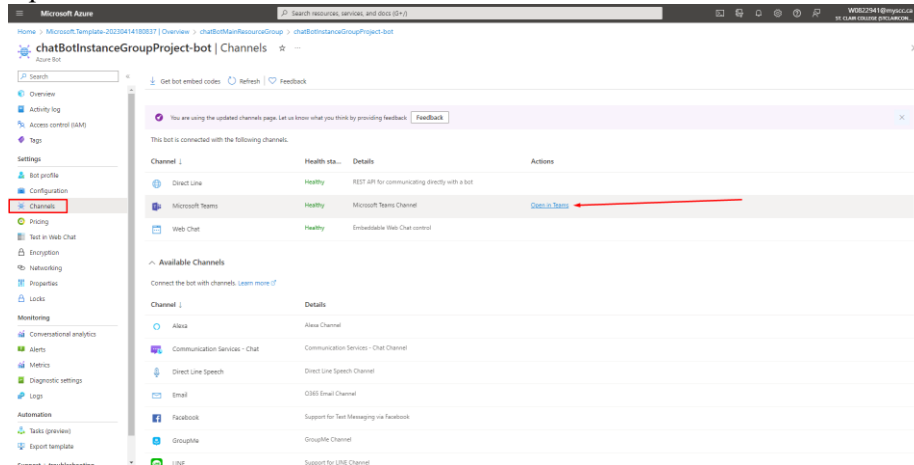 Microsoft Azure
Search resources, services, and docs (G+/)
W0822941@myscc.ca
ST. CLAIR COLLEGE (STCLAIRCON...
Home > Microsoft.Template-20230414180837 | Overview > chatBotMainResourceGroup > chatBotInstanceGroupProject-bot
chatBotInstanceGroupProject-bot | Channels
Azure Bot
Search
Get bot embed codes Refresh Feedback
Overview
Activity log
Access control (IAM)
Tags
Settings
Bot profile
Configuration
Channels
Pricing
Test in Web Chat
Encryption
Networking
Properties
Locks
Monitoring
Conversational analytics
Alerts
Metrics
Diagnostic settings
Logs
Automation
Tasks (preview)
Export template
Support + troubleshooting
You are using the updated channels page. Let us know what you think by providing feedback Feedback
This bot is connected with the following channels.
Channel ↓ Health sta... Details Actions
Direct Line Healthy REST API for communicating directly with a bot
Microsoft Teams Healthy Microsoft Teams Channel Open in Teams
Web Chat Healthy Embeddable Web Chat control
Available Channels
Connect the bot with channels. Learn more
Channel ↓ Details
Alexa Alexa Channel
Communication Services - Chat Communication Services - Chat Channel
Direct Line Speech Direct Line Speech Channel
Email O365 Email Channel
Facebook Support for Text Messaging via Facebook
GroupMe GroupMe Channel
LINE Support for LINE Channel